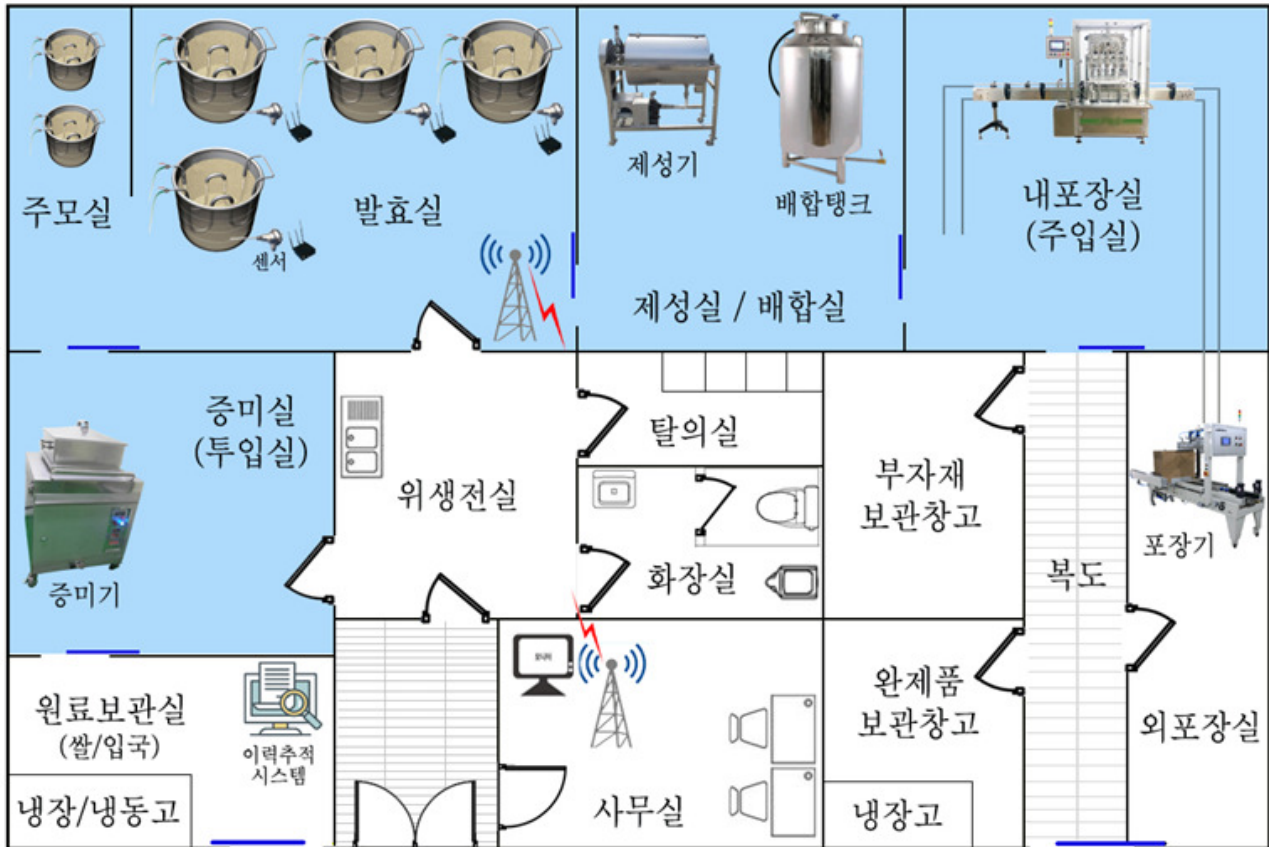 주모실
발효실
센서
제성기
배합탱크
제성실 / 배합실
내포장실
(주입실)
증미실
(투입실)
증미기
위생전실
탈의실
화장실
부자재
보관창고
복도
포장기
원료보관실
(쌀/입국)
이력추적
시스템
냉장/냉동고
모니터
사무실
완제품
보관창고
냉장고
외포장실